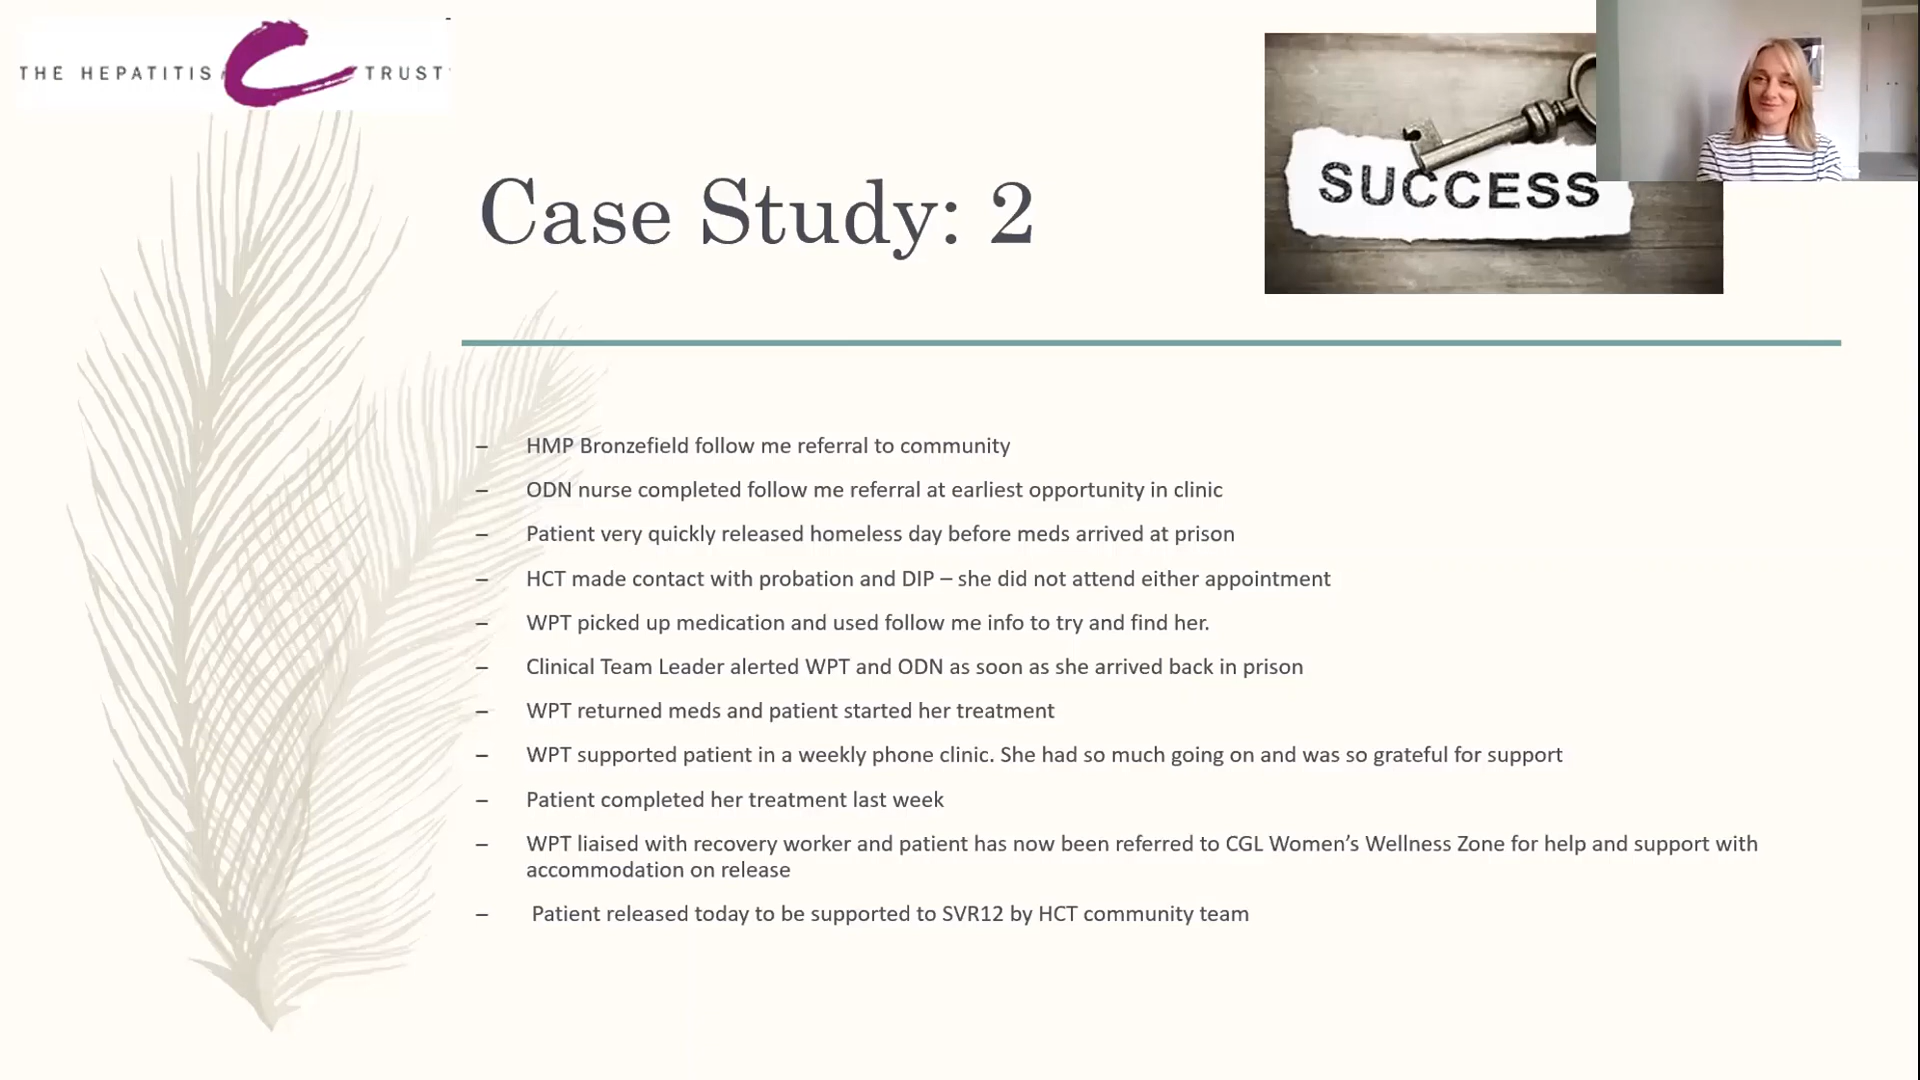 THE HEPATITIS C TRUST
SUCCESS
Case Study: 2
– HMP Bronzefield follow me referral to community
– ODN nurse completed follow me referral at earliest opportunity in clinic
– Patient very quickly released homeless day before meds arrived at prison
– HCT made contact with probation and DIP – she did not attend either appointment
– WPT picked up medication and used follow me info to try and find her.
– Clinical Team Leader alerted WPT and ODN as soon as she arrived back in prison
– WPT returned meds and patient started her treatment
– WPT supported patient in a weekly phone clinic. She had so much going on and was so grateful for support
– Patient completed her treatment last week
– WPT liaised with recovery worker and patient has now been referred to CGL Women’s Wellness Zone for help and support with
accommodation on release
– Patient released today to be supported to SVR12 by HCT community team